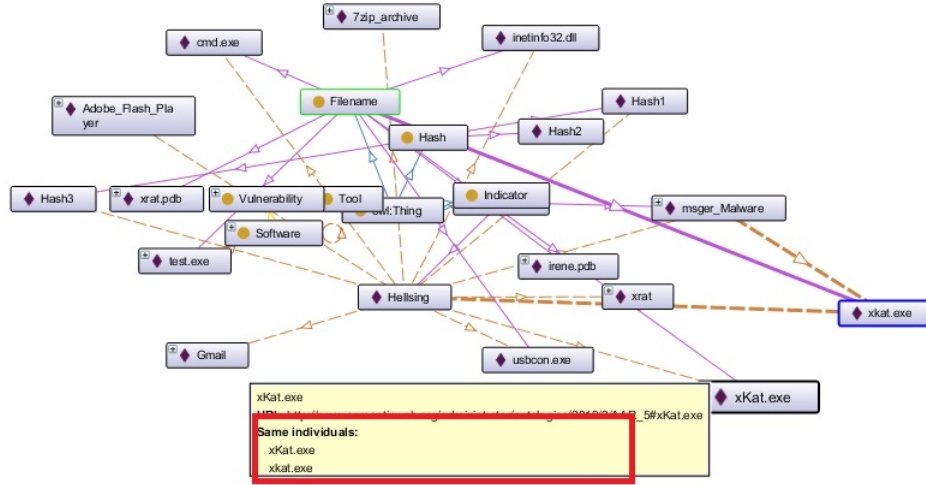 7zip_archive
cmd.exe
inetinfo32.dll
Filename
Adobe_Flash_Pla
yer
Hash1
Hash
Hash2
Hash3
xrat.pdb
Vulnerability
Tool
Indicator
msger_Malware
Software
test.exe
irene.pdb
Hellsing
xrat
xkat.exe
Gmail
usbcon.exe
xKat.exe
xKat.exe
Same individuals:
xKat.exe
xkat.exe